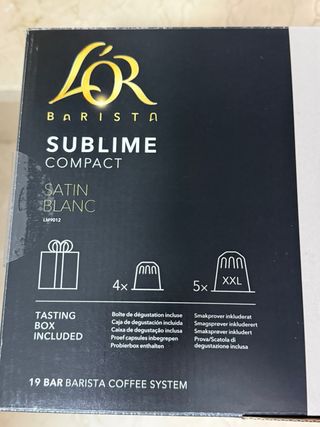 L'OR
BARISTA
SUBLIME
COMPACT
SATIN
BLANC
LM9012
4x
5x
XXL
TASTING
BOX
INCLUDED
Boîte de dégustation incluse
Caja de degustación incluida
Caixa de degustação incluída
Proef capsules inbegrepen
Probierbox enthalten
Smakprover inkluderat
Smagsprøver inkluderert
Smaksprøver inkludert
Prova/Scatola di
degustazione inclusa
19 BAR BARISTA COFFEE SYSTEM